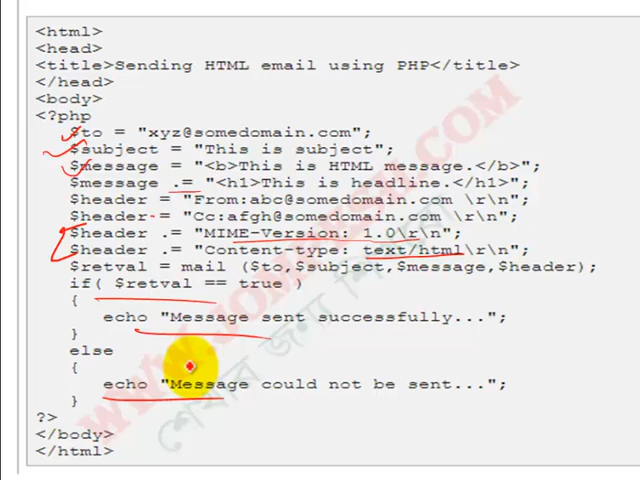 <html>
<head>
<title>Sending HTML email using PHP</title>
</head>
<body>
<?php
$to = "xyz@somedomain.com";
$subject = "This is subject";
$message = "<b>This is HTML message.</b>";
$message .= "<h1>This is headline.</h1>";
$header = "From:abc@somedomain.com \r\n";
$header = "Cc:afgh@somedomain.com \r\n";
$header .= "MIME-Version: 1.0\r\n";
$header .= "Content-type: text/html\r\n";
$retval = mail ($to,$subject,$message,$header);
if( $retval == true )
{
echo "Message sent successfully...";
}
else
{
echo "Message could not be sent...";
}
?>
</body>
</html>